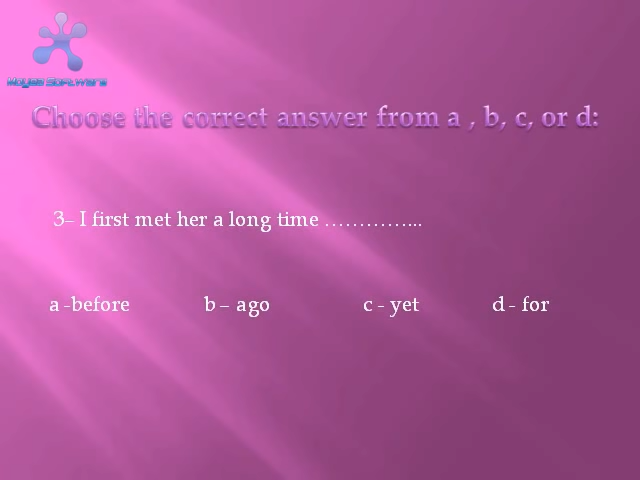 Choose the correct answer from a , b, c, or d:
3– I first met her a long time …………...
a -before b – ago c - yet d - for